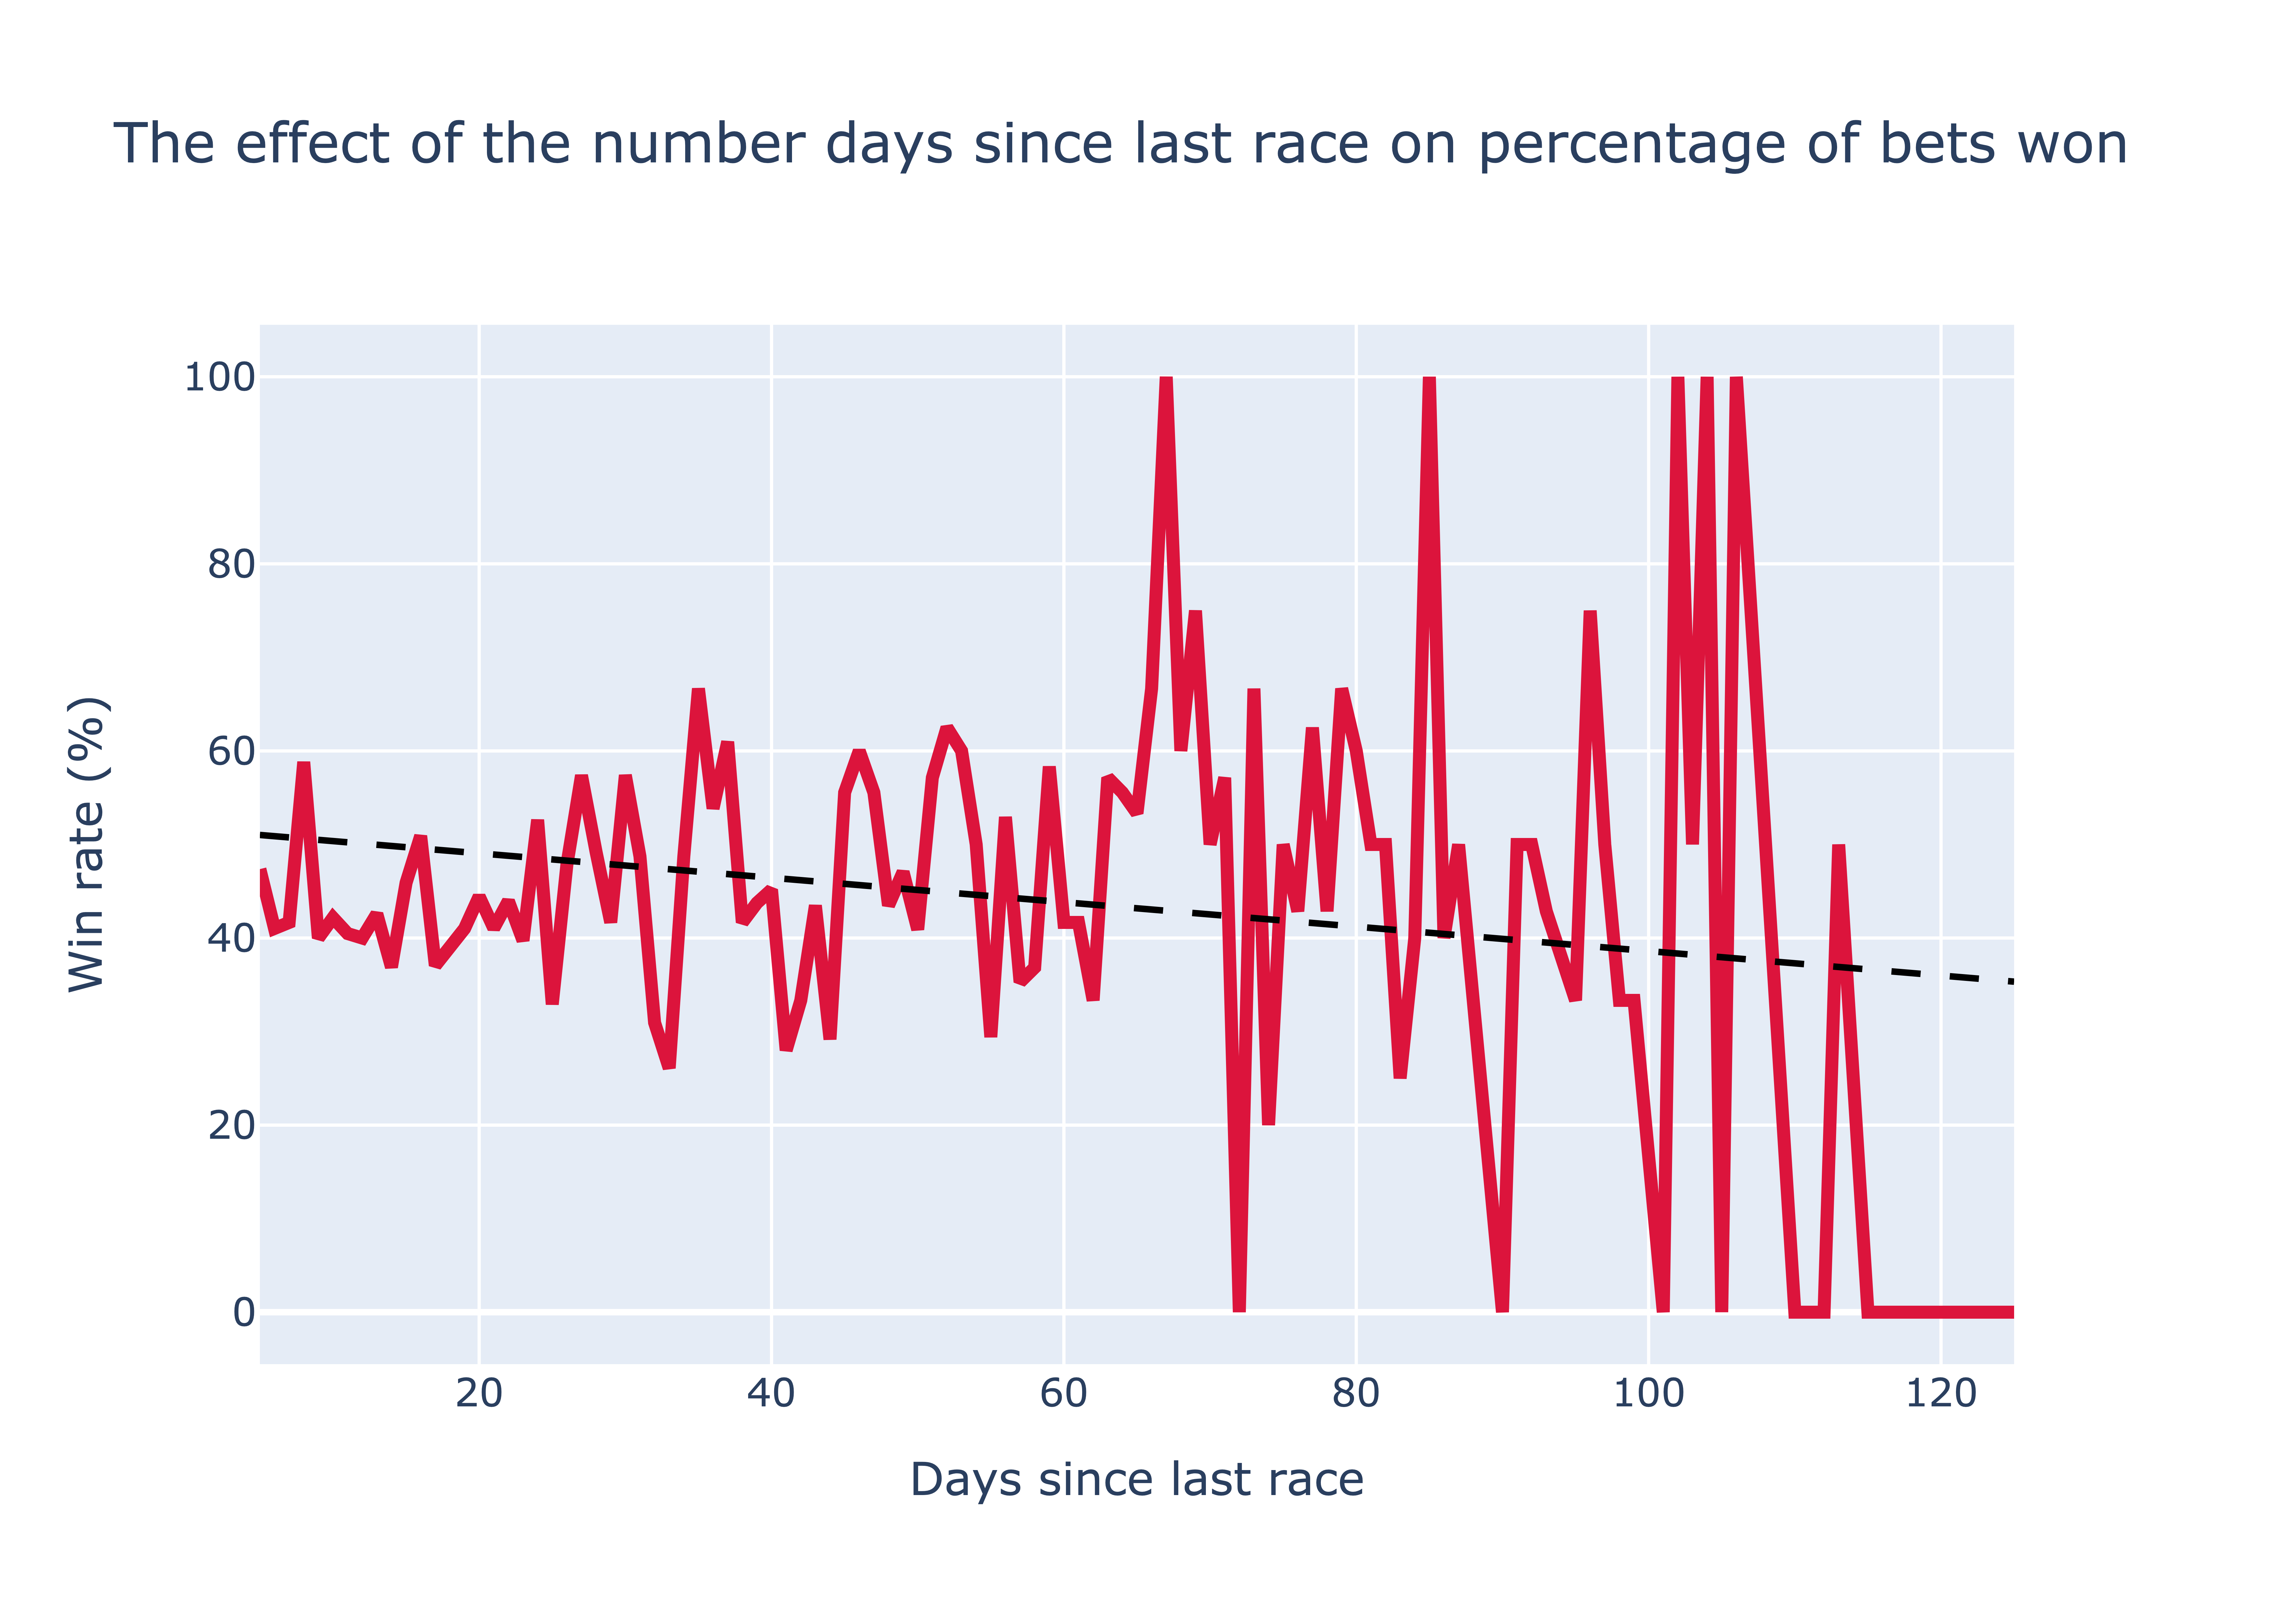 The effect of the number days since last race on percentage of bets won
100
80
60
40
20
0
Win rate (%)
20 40 60 80 100 120
Days since last race